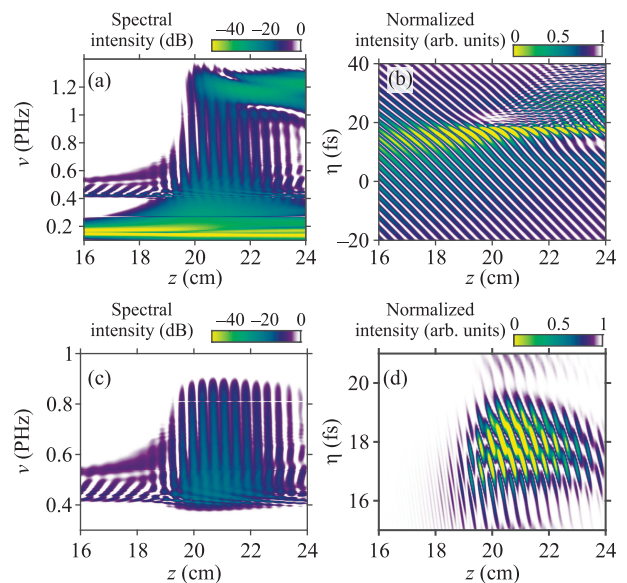 Spectral
intensity (dB)
−40 −20 0
Normalized
intensity (arb. units)
0 0.5 1
(a)
ν (PHz)
1.2
1
0.8
0.6
0.4
0.2
16 18 20 22 24
z (cm)
(b)
η (fs)
40
20
0
−20
16 18 20 22 24
z (cm)
Spectral
intensity (dB)
−40 −20 0
Normalized
intensity (arb. units)
0 0.5 1
(c)
ν (PHz)
1
0.8
0.6
0.4
16 18 20 22 24
z (cm)
(d)
η (fs)
20
18
16
16 18 20 22 24
z (cm)